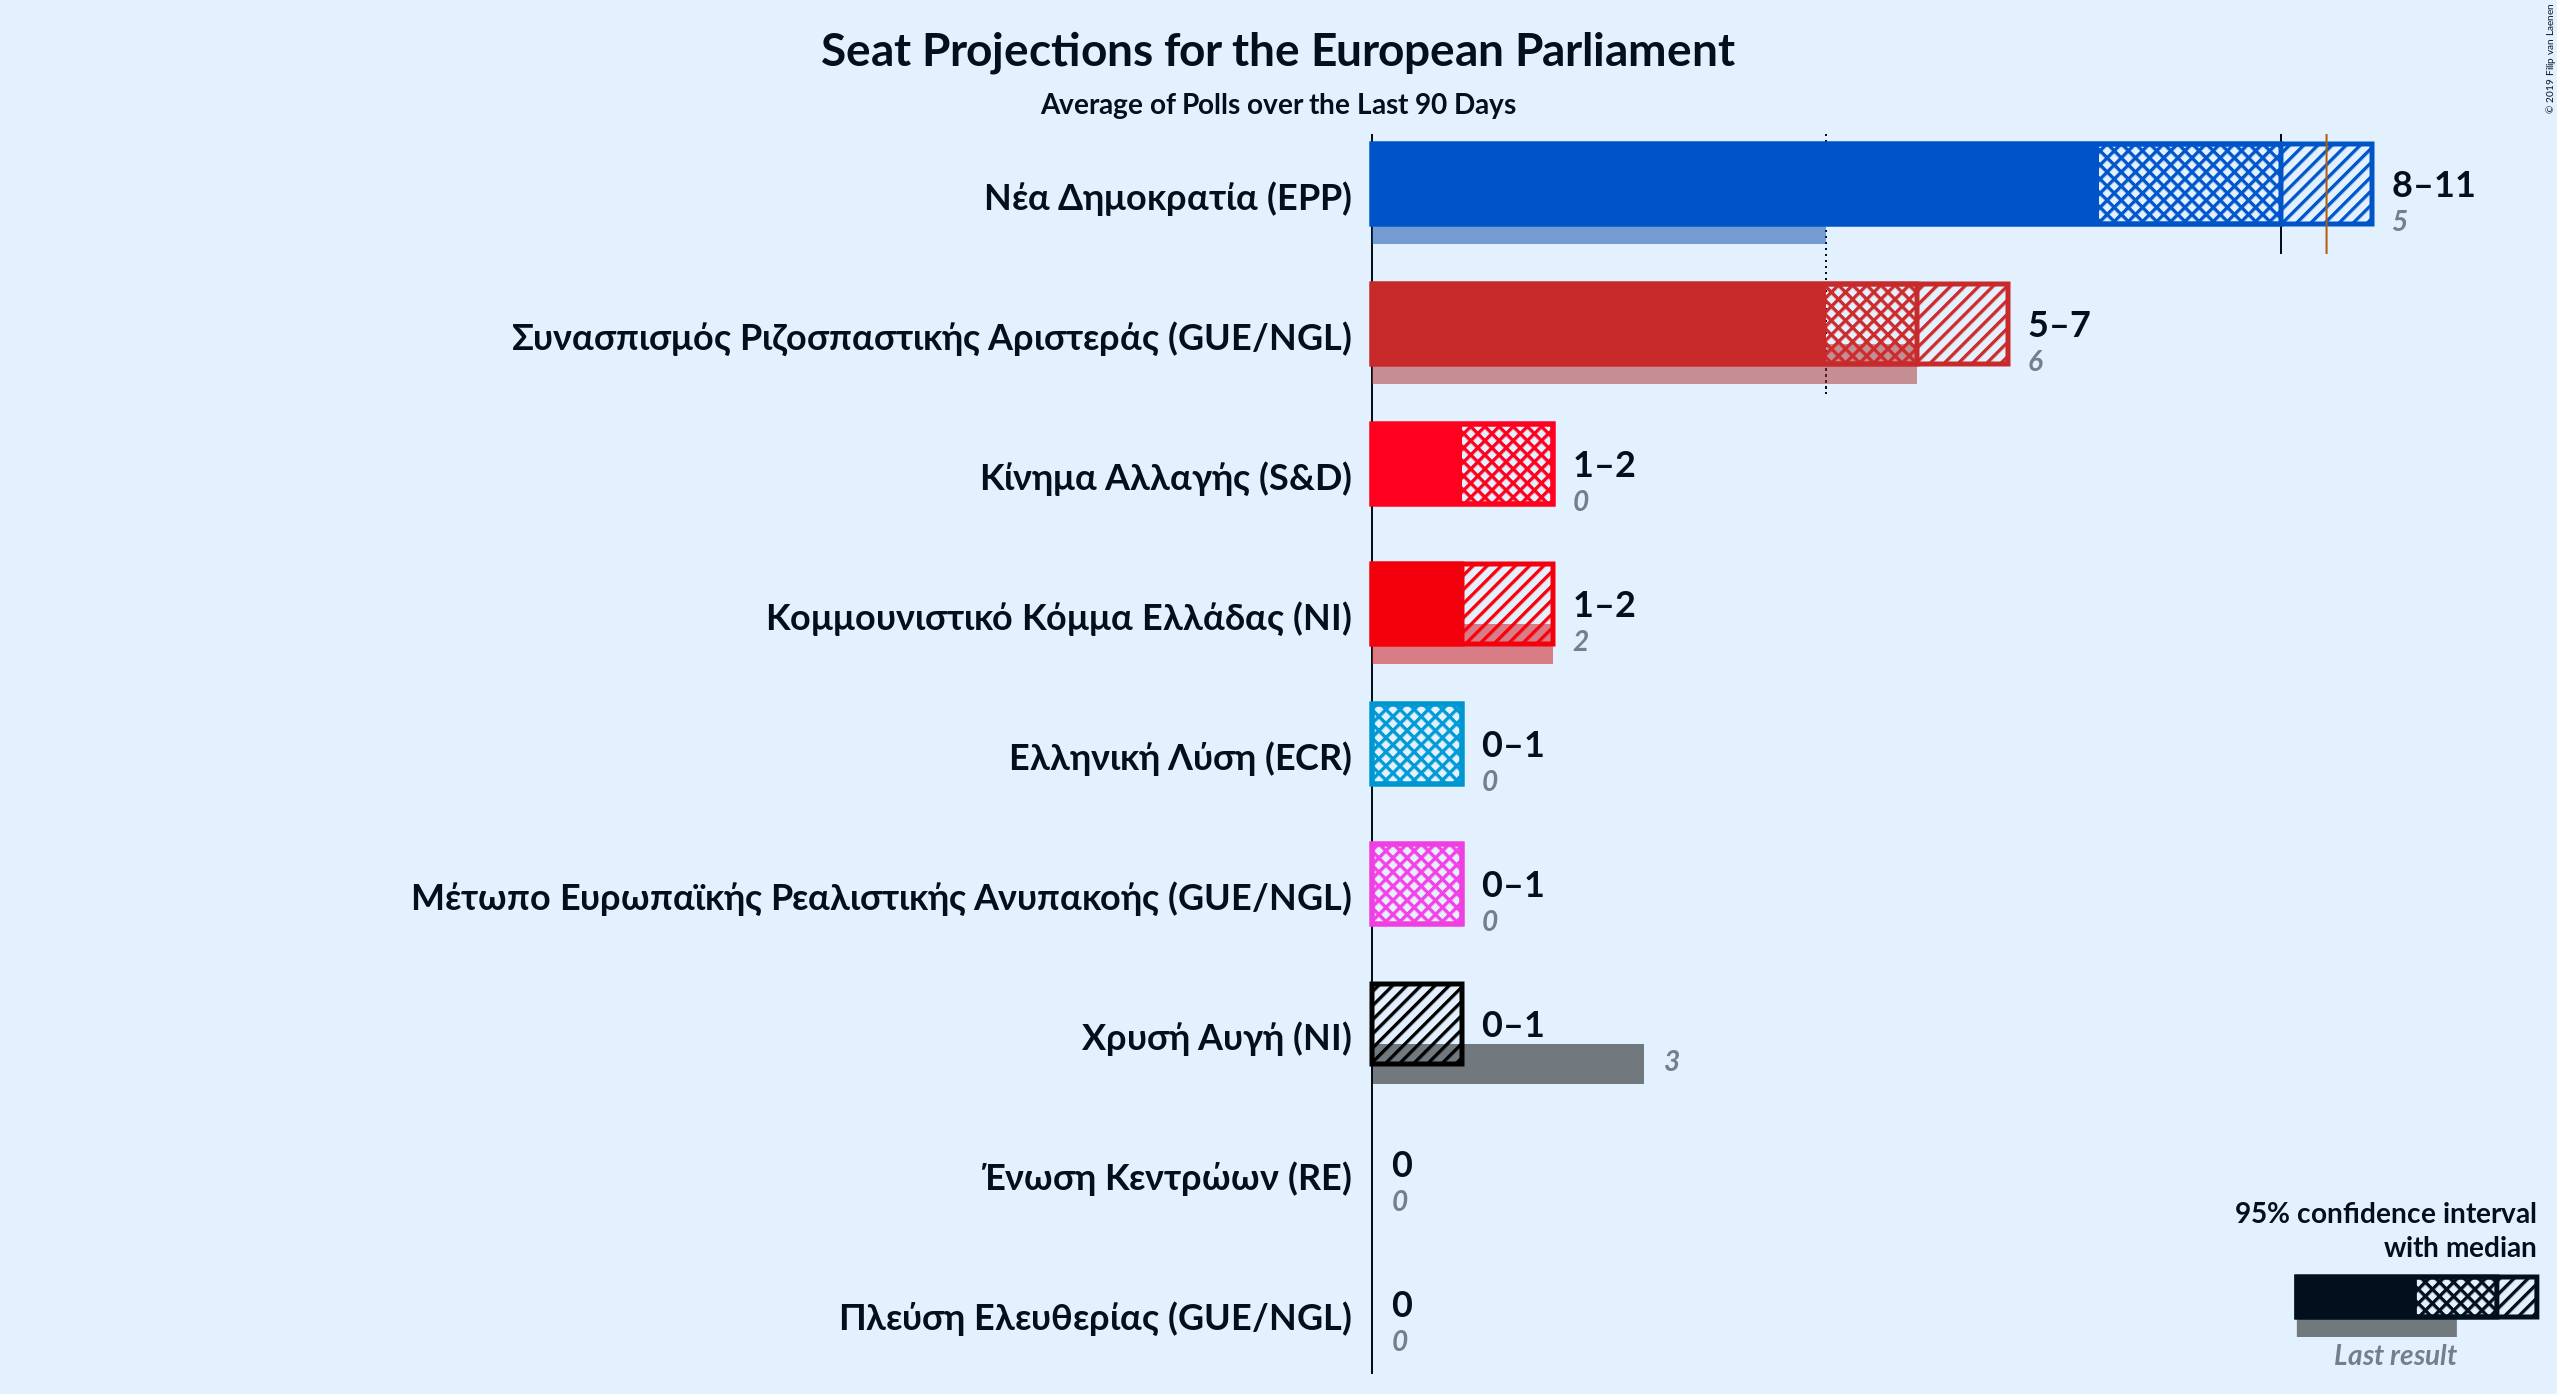 Seat Projections for the European Parliament
Average of Polls over the Last 90 Days
© 2019 Filip van Laenen
Νέα Δημοκρατία (EPP)
8–11
5
Συνασπισμός Ριζοσπαστικής Αριστεράς (GUE/NGL)
5–7
6
Κίνημα Αλλαγής (S&D)
1–2
0
Κομμουνιστικό Κόμμα Ελλάδας (NI)
1–2
2
Ελληνική Λύση (ECR)
0–1
0
Μέτωπο Ευρωπαϊκής Ρεαλιστικής Ανυπακοής (GUE/NGL)
0–1
0
Χρυσή Αυγή (NI)
0–1
3
Ένωση Κεντρώων (RE)
0
0
Πλεύση Ελευθερίας (GUE/NGL)
0
0
95% confidence interval
with median
Last result